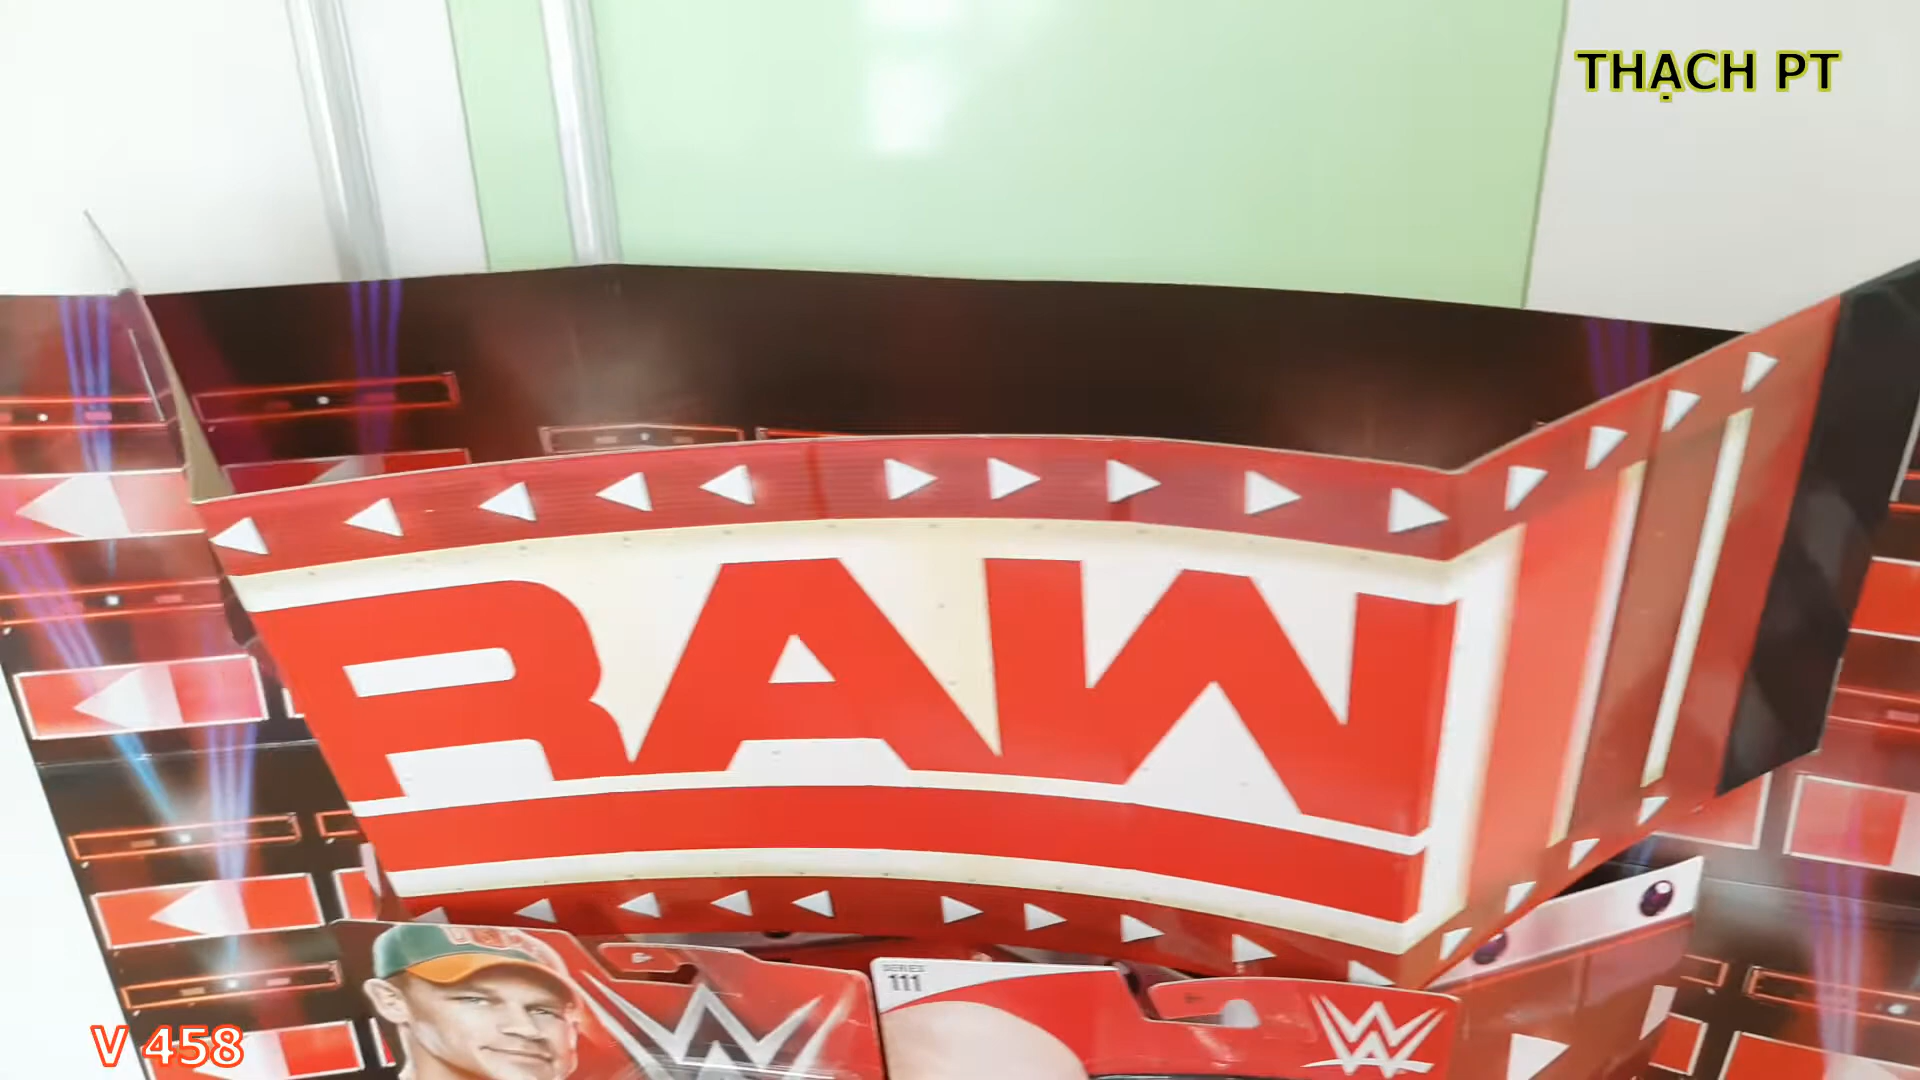 THẠCH PT
RAW
SERIES
111
W
W
V 458